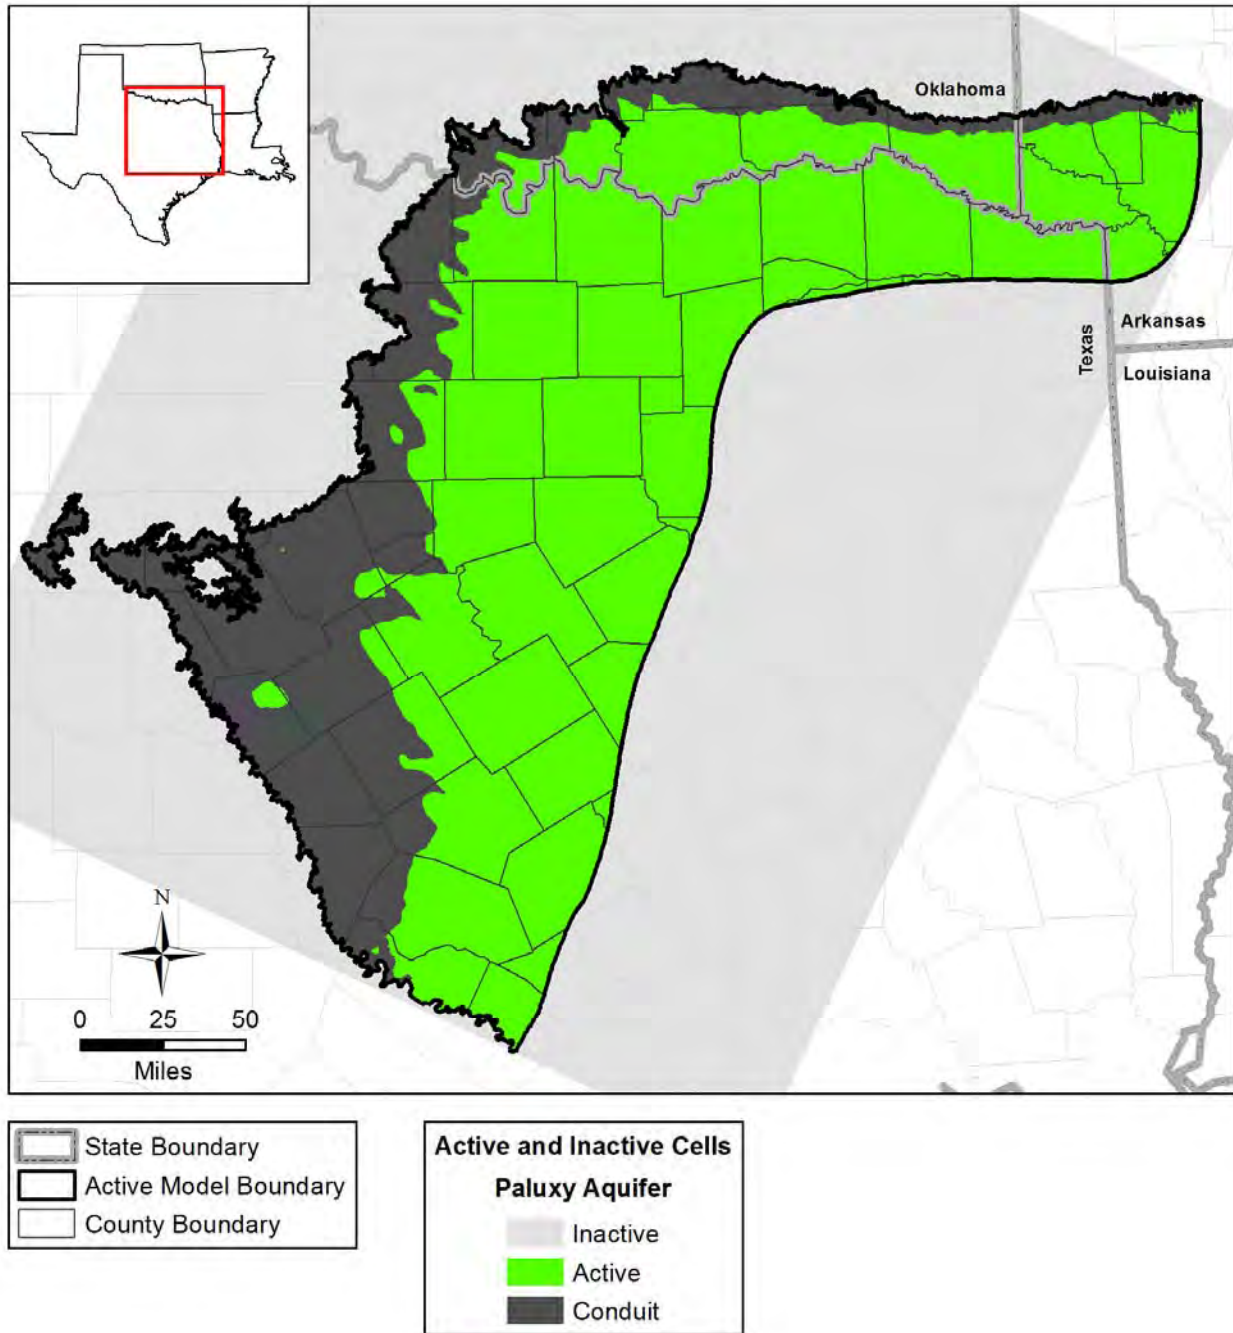 Oklahoma
Texas
Arkansas
Louisiana
N
0 25 50
Miles
State Boundary
Active Model Boundary
County Boundary
Active and Inactive Cells
Paluxy Aquifer
Inactive
Active
Conduit